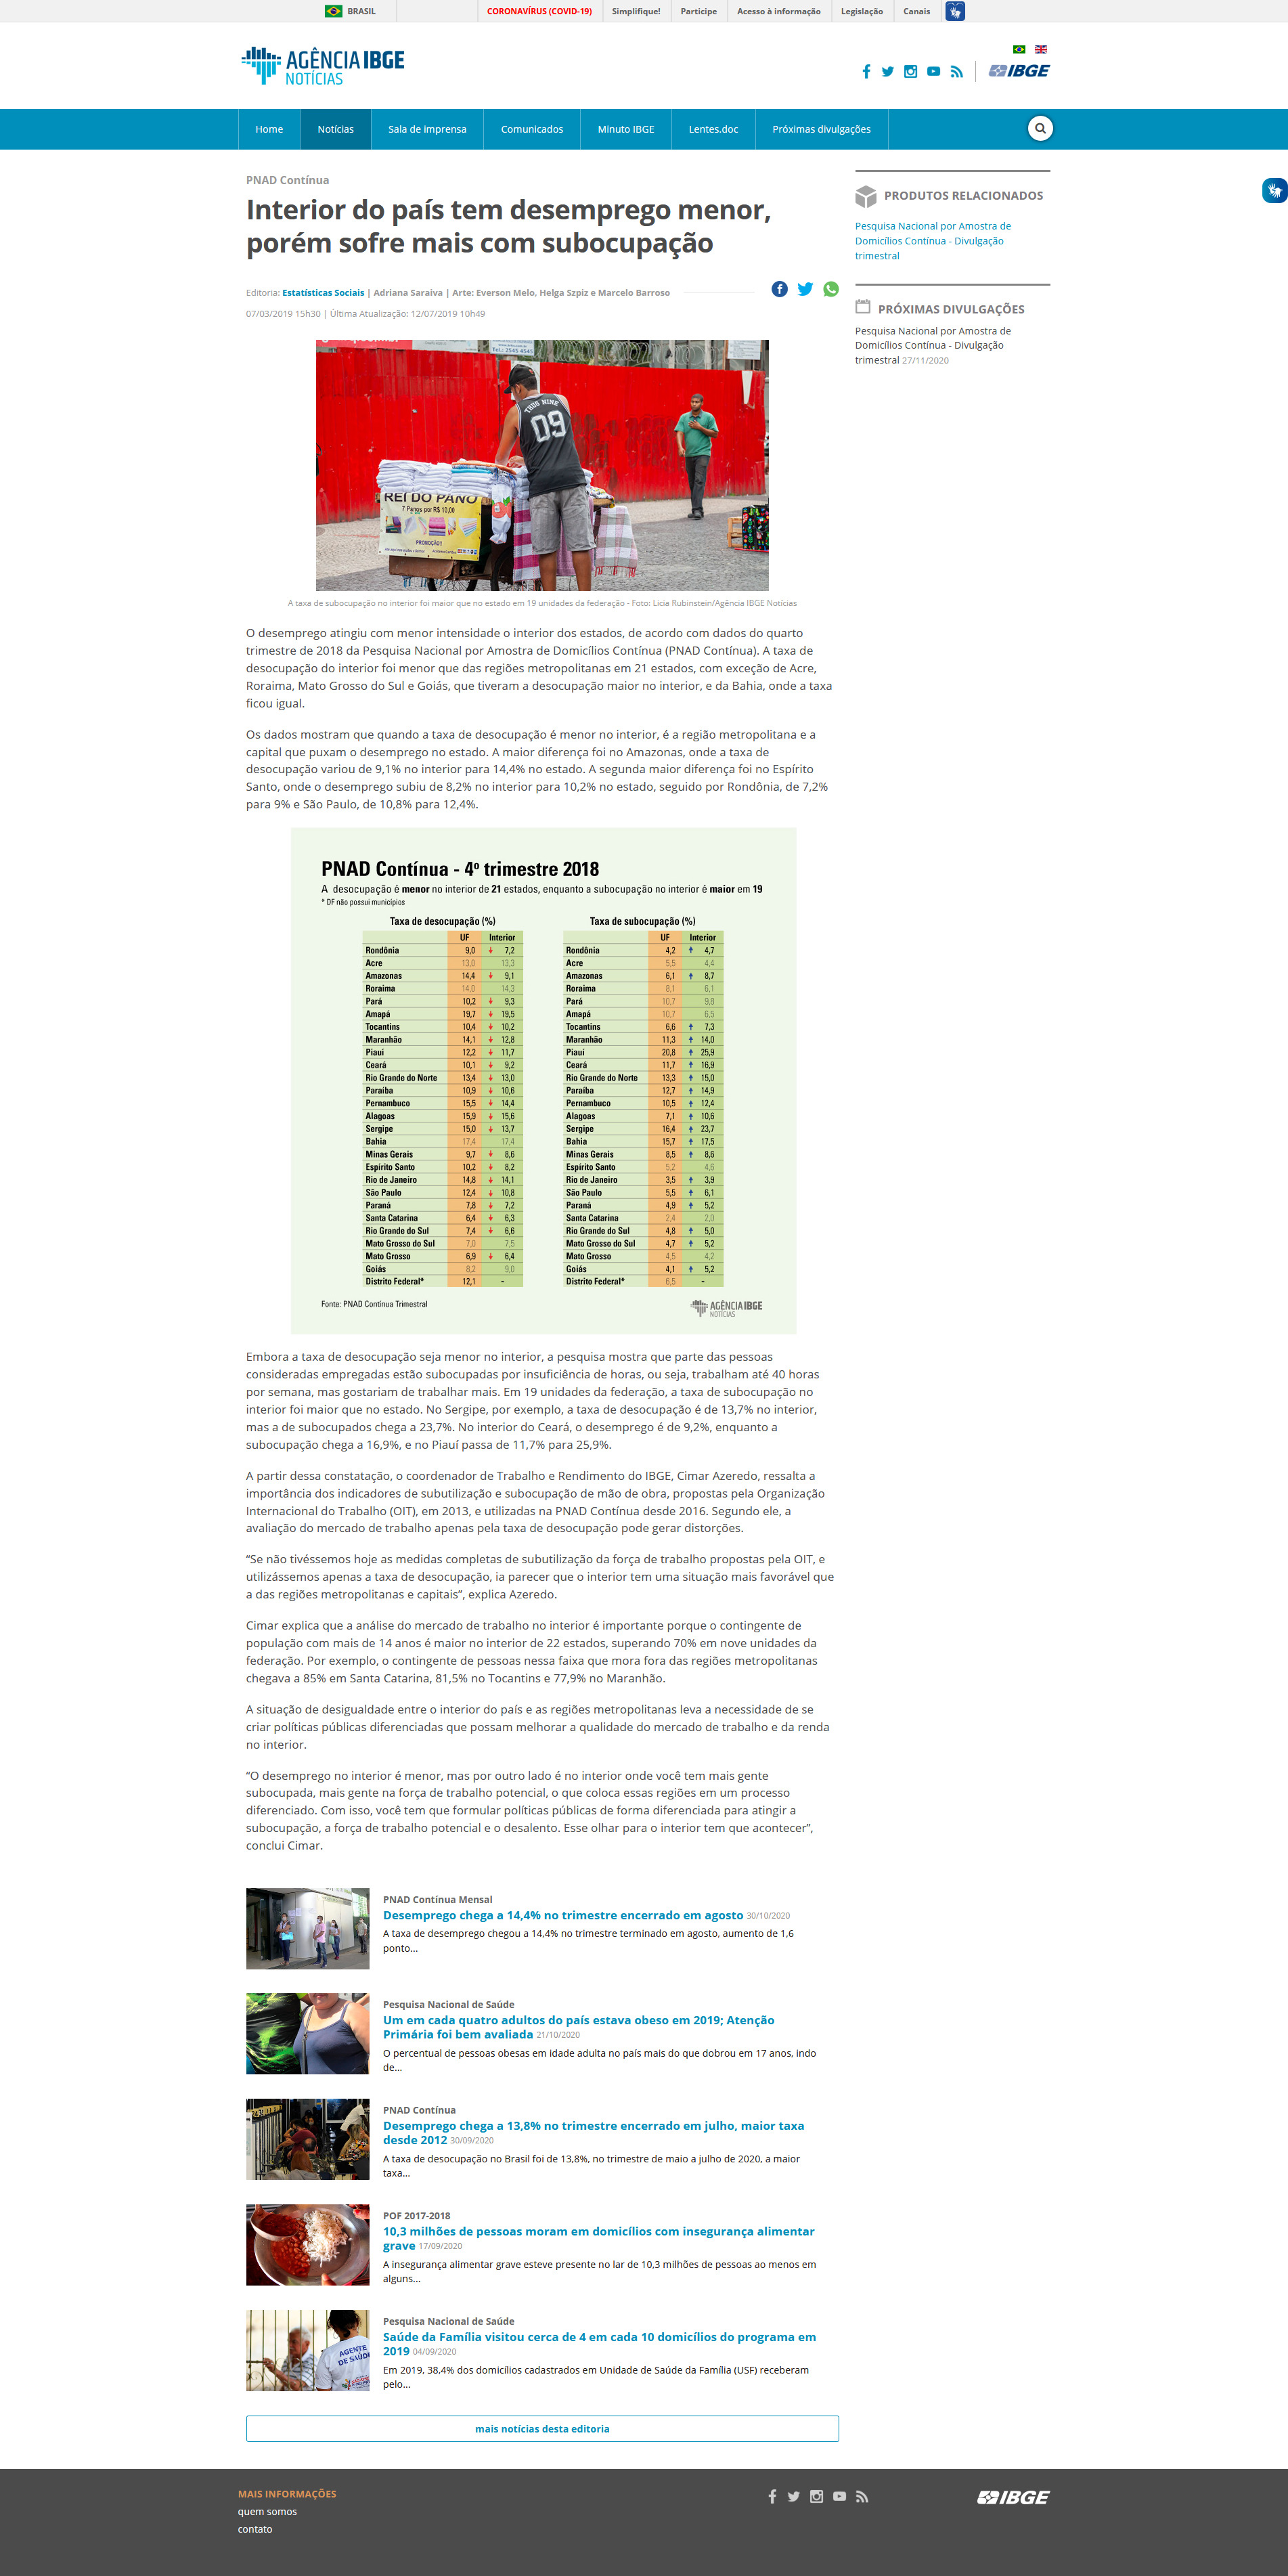 BRASIL
CORONAVÍRUS (COVID-19)
Simplifique!
Participe
Acesso à informação
Legislação
Canais
AGÊNCIA IBGE
NOTÍCIAS
IBGE
Home
Notícias
Sala de imprensa
Comunicados
Minuto IBGE
Lentes.doc
Próximas divulgações
PNAD Contínua
Interior do país tem desemprego menor,
porém sofre mais com subocupação
Editoria: Estatísticas Sociais | Adriana Saraiva | Arte: Everson Melo, Helga Szpiz e Marcelo Barroso
07/03/2019 15h30 | Última Atualização: 12/07/2019 10h49
PRODUTOS RELACIONADOS
Pesquisa Nacional por Amostra de
Domicílios Contínua - Divulgação
trimestral
PRÓXIMAS DIVULGAÇÕES
Pesquisa Nacional por Amostra de
Domicílios Contínua - Divulgação
trimestral 27/11/2020
Tel.: 2545 4545
TRUE NINE
09
REI DO PANO
7 Panos por R$ 10,00
PROMOÇÃO!
A taxa de subocupação no interior foi maior que no estado em 19 unidades da federação - Foto: Licia Rubinstein/Agência IBGE Notícias
O desemprego atingiu com menor intensidade o interior dos estados, de acordo com dados do quarto
trimestre de 2018 da Pesquisa Nacional por Amostra de Domicílios Contínua (PNAD Contínua). A taxa de
desocupação do interior foi menor que das regiões metropolitanas em 21 estados, com exceção de Acre,
Roraima, Mato Grosso do Sul e Goiás, que tiveram a desocupação maior no interior, e da Bahia, onde a taxa
ficou igual.
Os dados mostram que quando a taxa de desocupação é menor no interior, é a região metropolitana e a
capital que puxam o desemprego no estado. A maior diferença foi no Amazonas, onde a taxa de
desocupação variou de 9,1% no interior para 14,4% no estado. A segunda maior diferença foi no Espírito
Santo, onde o desemprego subiu de 8,2% no interior para 10,2% no estado, seguido por Rondônia, de 7,2%
para 9% e São Paulo, de 10,8% para 12,4%.
PNAD Contínua - 4º trimestre 2018
A desocupação é menor no interior de 21 estados, enquanto a subocupação no interior é maior em 19
* DF não possui municípios
Taxa de desocupação (%)
UF Interior
Rondônia 9,0 7,2
Acre 13,0 13,3
Amazonas 14,4 9,1
Roraima 14,0 14,3
Pará 10,2 9,3
Amapá 19,7 19,5
Tocantins 10,4 10,2
Maranhão 14,1 12,8
Piauí 12,2 11,7
Ceará 10,1 9,2
Rio Grande do Norte 13,4 13,0
Paraíba 10,9 10,6
Pernambuco 15,5 14,4
Alagoas 15,9 15,6
Sergipe 15,0 13,7
Bahia 17,4 17,4
Minas Gerais 9,7 8,6
Espírito Santo 10,2 8,2
Rio de Janeiro 14,8 14,1
São Paulo 12,4 10,8
Paraná 7,8 7,2
Santa Catarina 6,4 6,3
Rio Grande do Sul 7,4 6,6
Mato Grosso do Sul 7,0 7,5
Mato Grosso 6,9 6,4
Goiás 8,2 9,0
Distrito Federal* 12,1 -
Taxa de subocupação (%)
UF Interior
Rondônia 4,2 4,7
Acre 5,5 4,4
Amazonas 6,1 8,7
Roraima 8,1 6,1
Pará 10,7 9,8
Amapá 10,7 6,5
Tocantins 6,6 7,3
Maranhão 11,3 14,0
Piauí 20,8 25,9
Ceará 11,7 16,9
Rio Grande do Norte 13,3 15,0
Paraíba 12,7 14,9
Pernambuco 10,5 12,4
Alagoas 7,1 10,6
Sergipe 16,4 23,7
Bahia 15,7 17,5
Minas Gerais 8,5 8,6
Espírito Santo 5,2 4,6
Rio de Janeiro 3,5 3,9
São Paulo 5,5 6,1
Paraná 4,9 5,2
Santa Catarina 2,4 2,0
Rio Grande do Sul 4,8 5,0
Mato Grosso do Sul 4,7 5,2
Mato Grosso 4,5 4,2
Goiás 4,1 5,2
Distrito Federal* 6,5 -
Fonte: PNAD Contínua Trimestral
AGÊNCIA IBGE
NOTÍCIAS
Embora a taxa de desocupação seja menor no interior, a pesquisa mostra que parte das pessoas
consideradas empregadas estão subocupadas por insuficiência de horas, ou seja, trabalham até 40 horas
por semana, mas gostariam de trabalhar mais. Em 19 unidades da federação, a taxa de subocupação no
interior foi maior que no estado. No Sergipe, por exemplo, a taxa de desocupação é de 13,7% no interior,
mas a de subocupados chega a 23,7%. No interior do Ceará, o desemprego é de 9,2%, enquanto a
subocupação chega a 16,9%, e no Piauí passa de 11,7% para 25,9%.
A partir dessa constatação, o coordenador de Trabalho e Rendimento do IBGE, Cimar Azeredo, ressalta a
importância dos indicadores de subutilização e subocupação de mão de obra, propostas pela Organização
Internacional do Trabalho (OIT), em 2013, e utilizadas na PNAD Contínua desde 2016. Segundo ele, a
avaliação do mercado de trabalho apenas pela taxa de desocupação pode gerar distorções.
“Se não tivéssemos hoje as medidas completas de subutilização da força de trabalho propostas pela OIT, e
utilizássemos apenas a taxa de desocupação, ia parecer que o interior tem uma situação mais favorável que
a das regiões metropolitanas e capitais”, explica Azeredo.
Cimar explica que a análise do mercado de trabalho no interior é importante porque o contingente de
população com mais de 14 anos é maior no interior de 22 estados, superando 70% em nove unidades da
federação. Por exemplo, o contingente de pessoas nessa faixa que mora fora das regiões metropolitanas
chegava a 85% em Santa Catarina, 81,5% no Tocantins e 77,9% no Maranhão.
A situação de desigualdade entre o interior do país e as regiões metropolitanas leva a necessidade de se
criar políticas públicas diferenciadas que possam melhorar a qualidade do mercado de trabalho e da renda
no interior.
“O desemprego no interior é menor, mas por outro lado é no interior onde você tem mais gente
subocupada, mais gente na força de trabalho potencial, o que coloca essas regiões em um processo
diferenciado. Com isso, você tem que formular políticas públicas de forma diferenciada para atingir a
subocupação, a força de trabalho potencial e o desalento. Esse olhar para o interior tem que acontecer”,
conclui Cimar.
PNAD Contínua Mensal
Desemprego chega a 14,4% no trimestre encerrado em agosto 30/10/2020
A taxa de desemprego chegou a 14,4% no trimestre terminado em agosto, aumento de 1,6
ponto...
Pesquisa Nacional de Saúde
Um em cada quatro adultos do país estava obeso em 2019; Atenção
Primária foi bem avaliada 21/10/2020
O percentual de pessoas obesas em idade adulta no país mais do que dobrou em 17 anos, indo
de...
PNAD Contínua
Desemprego chega a 13,8% no trimestre encerrado em julho, maior taxa
desde 2012 30/09/2020
A taxa de desocupação no Brasil foi de 13,8%, no trimestre de maio a julho de 2020, a maior
taxa...
POF 2017-2018
10,3 milhões de pessoas moram em domicílios com insegurança alimentar
grave 17/09/2020
A insegurança alimentar grave esteve presente no lar de 10,3 milhões de pessoas ao menos em
alguns...
AGENTE
DE SAÚDE
Pesquisa Nacional de Saúde
Saúde da Família visitou cerca de 4 em cada 10 domicílios do programa em
2019 04/09/2020
Em 2019, 38,4% dos domicílios cadastrados em Unidade de Saúde da Família (USF) receberam
pelo...
mais notícias desta editoria
MAIS INFORMAÇÕES
quem somos
contato
IBGE